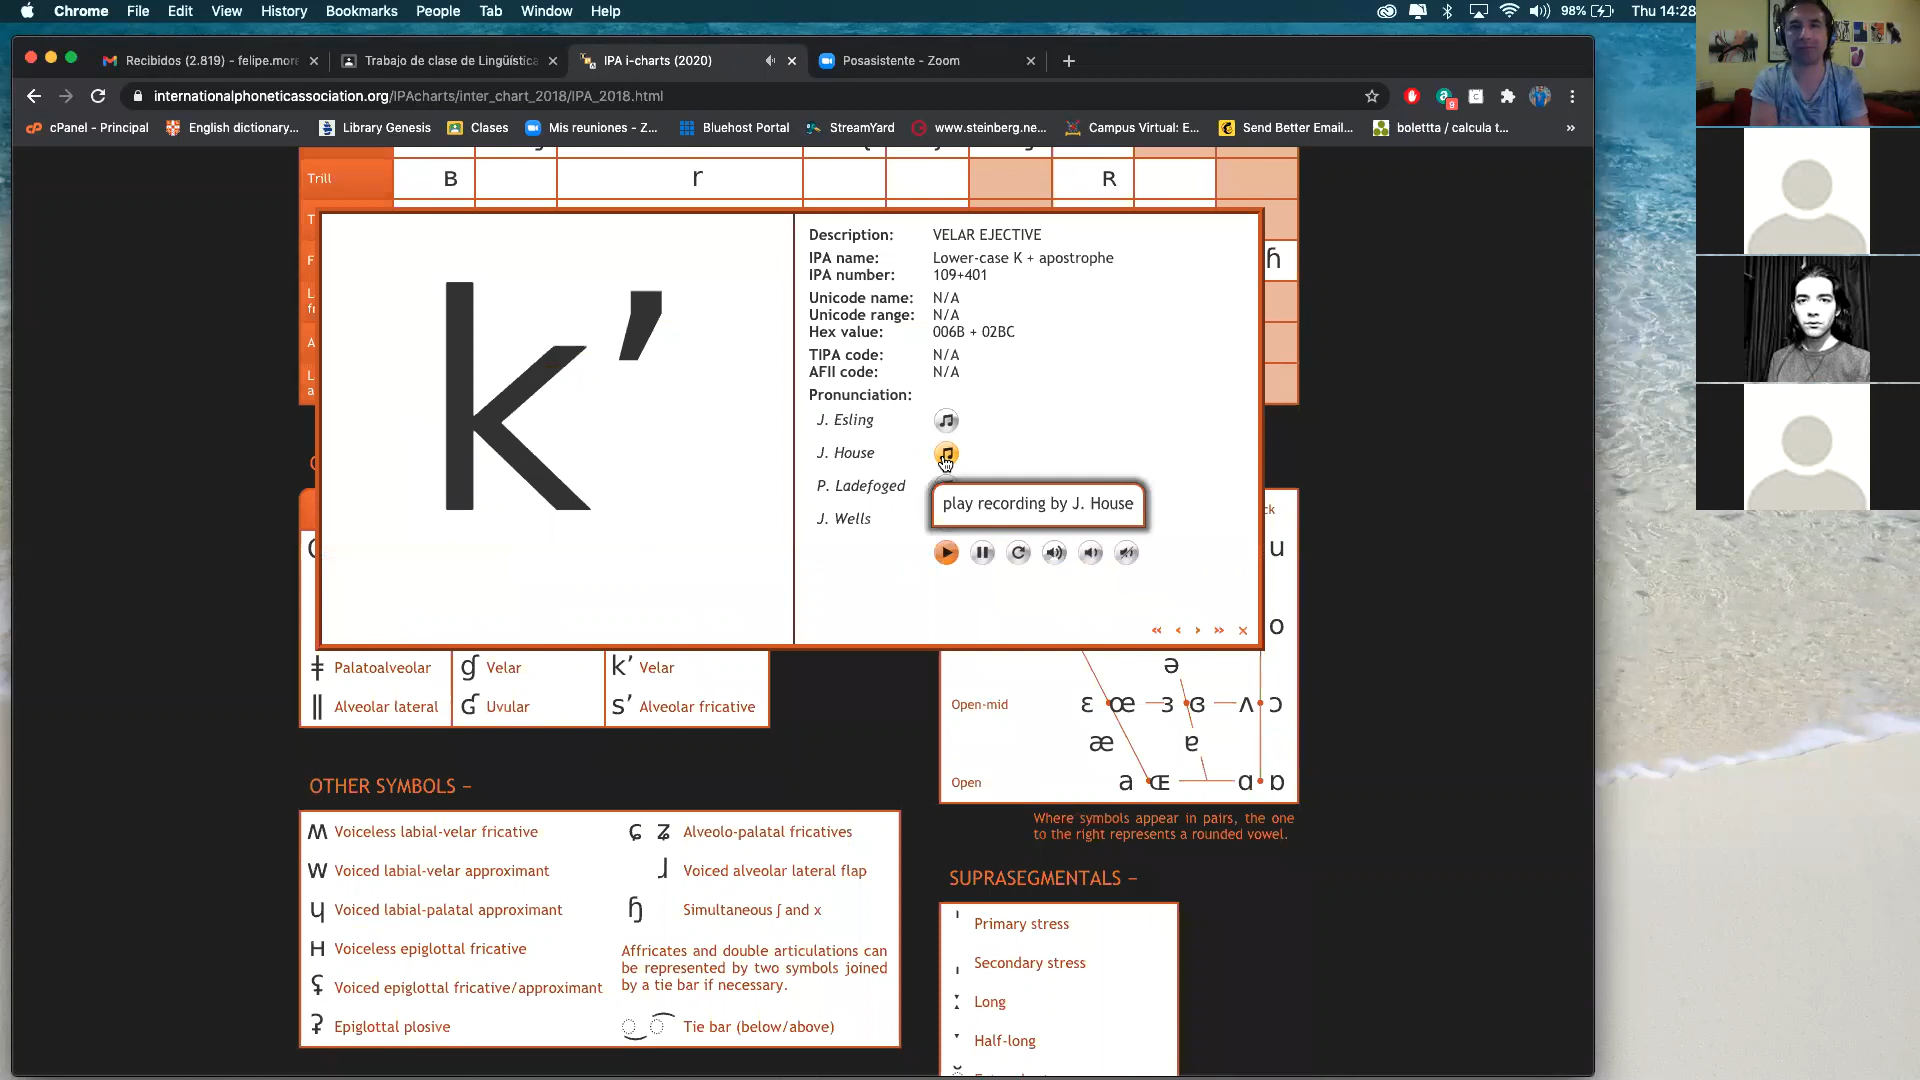 Chrome File Edit View History Bookmarks People Tab Window Help 98% Thu 14:28
Recibidos (2.819) - felipe.more
Trabajo de clase de Lingüística
IPA i-charts (2020)
Posasistente - Zoom
internationalphoneticassociation.org/IPAcharts/inter_chart_2018/IPA_2018.html
9
cPanel - Principal
English dictionary...
Library Genesis
Clases
Mis reuniones - Z...
Bluehost Portal
StreamYard
www.steinberg.ne...
Campus Virtual: E...
Send Better Email...
bolettta / calcula t...
»
Trill ʙ r ʀ
ɦ
k’
Description: VELAR EJECTIVE
IPA name: Lower-case K + apostrophe
IPA number: 109+401
Unicode name: N/A
Unicode range: N/A
Hex value: 006B + 02BC
TIPA code: N/A
AFII code: N/A
Pronunciation:
J. Esling
J. House
P. Ladefoged
play recording by J. House
J. Wells
« ‹ › » ×
ck
u
o
ǂ Palatoalveolar ɠ Velar k’ Velar
ǁ Alveolar lateral ʛ Uvular s’ Alveolar fricative
ə
Open-mid ɛ œ ɜ ɞ ʌ ɔ
æ ɐ
Open a ɶ ɑ ɒ
Where symbols appear in pairs, the one
to the right represents a rounded vowel.
OTHER SYMBOLS –
ʍ Voiceless labial-velar fricative
w Voiced labial-velar approximant
ɥ Voiced labial-palatal approximant
ʜ Voiceless epiglottal fricative
ʢ Voiced epiglottal fricative/approximant
ʡ Epiglottal plosive
ɕ ʑ Alveolo-palatal fricatives
ɺ Voiced alveolar lateral flap
ɧ Simultaneous ʃ and x
Affricates and double articulations can
be represented by two symbols joined
by a tie bar if necessary.
◌͜ ◌͡ Tie bar (below/above)
SUPRASEGMENTALS –
ˈ Primary stress
ˌ Secondary stress
ː Long
ˑ Half-long